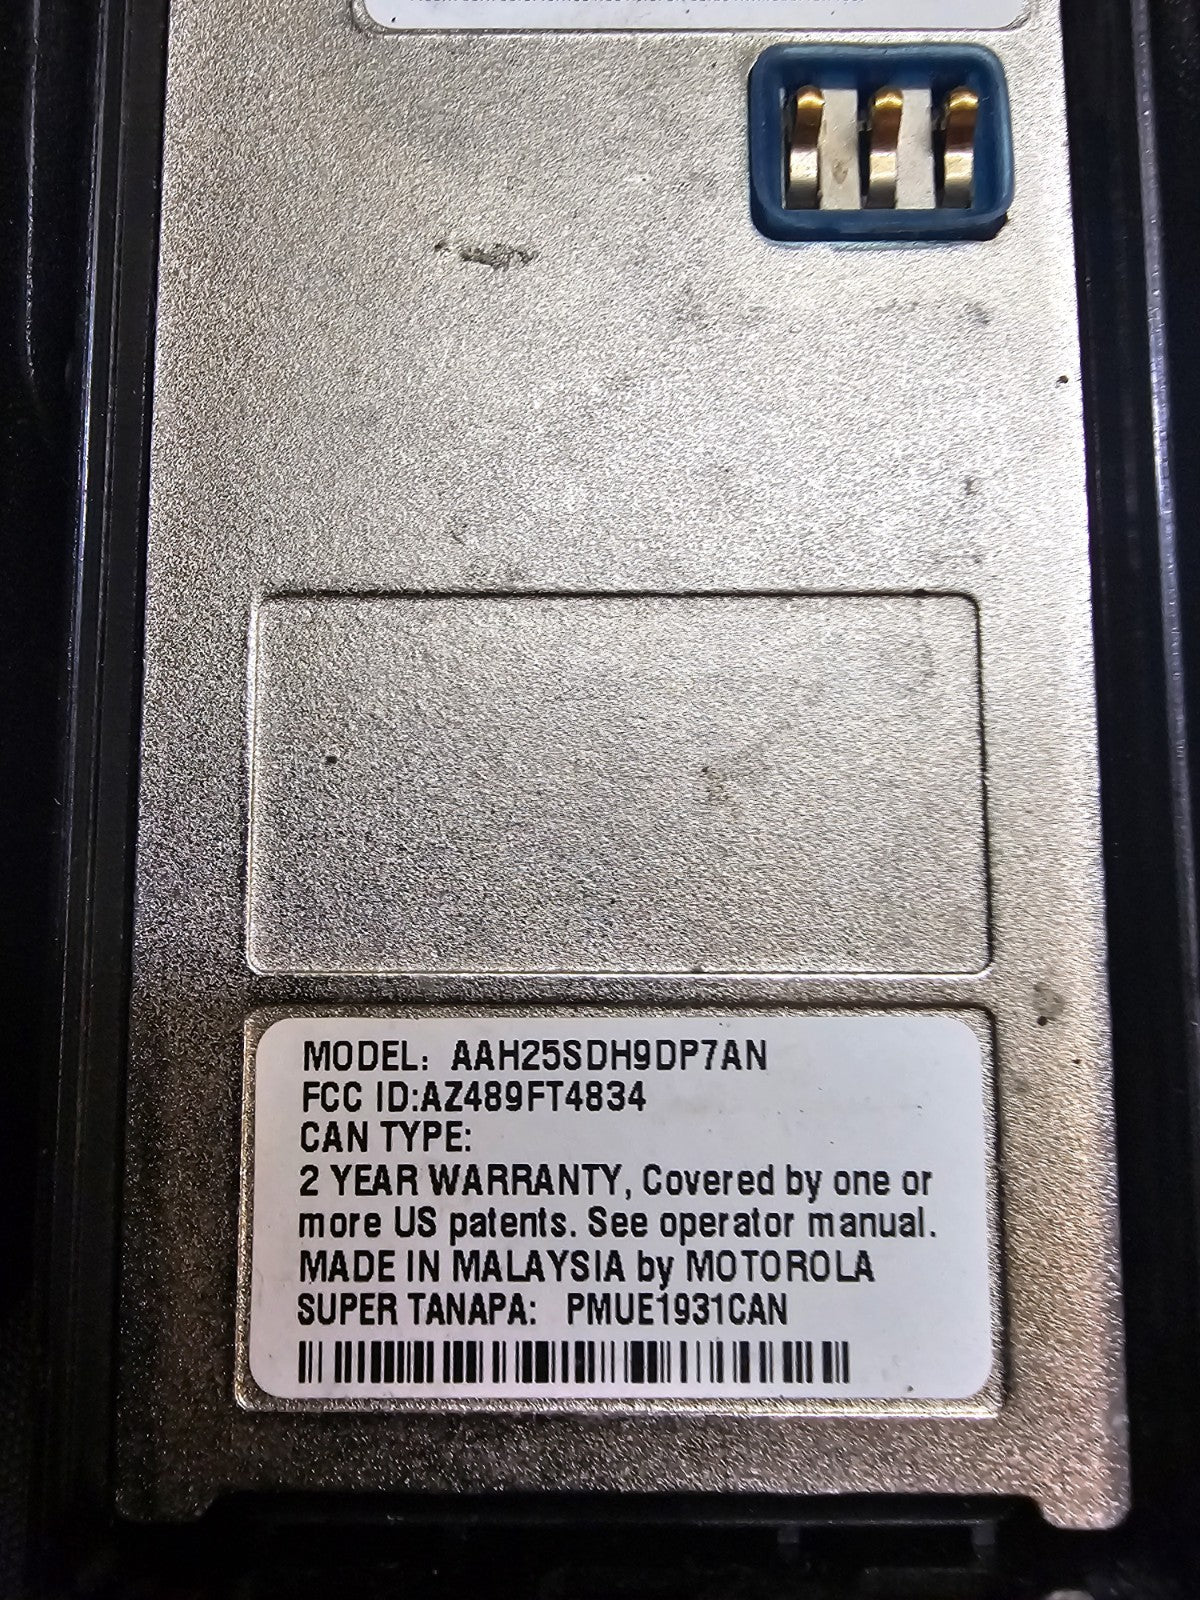 MODEL: AAH25SDH9DP7AN
FCC ID:AZ489FT4834
CAN TYPE:
2 YEAR WARRANTY, Covered by one or
more US patents. See operator manual.
MADE IN MALAYSIA by MOTOROLA
SUPER TANAPA: PMUE1931CAN